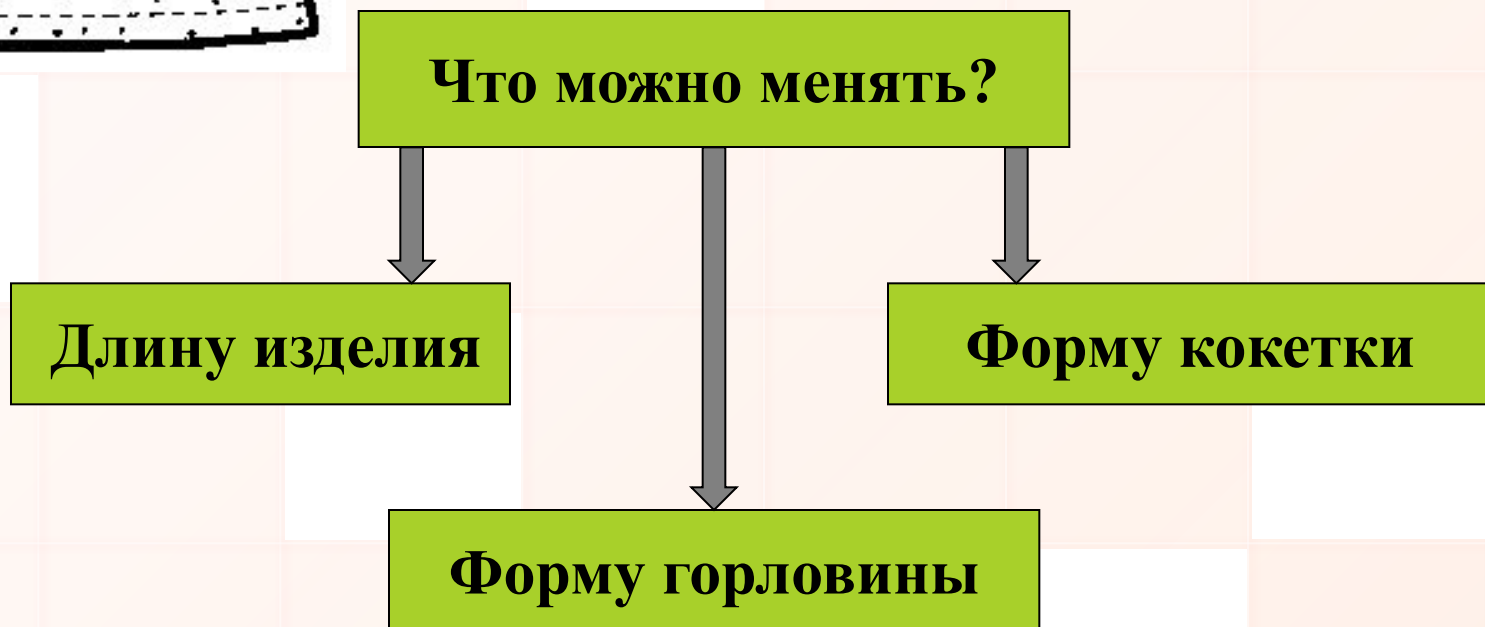 Что можно менять?
Длину изделия
Форму кокетки
Форму горловины